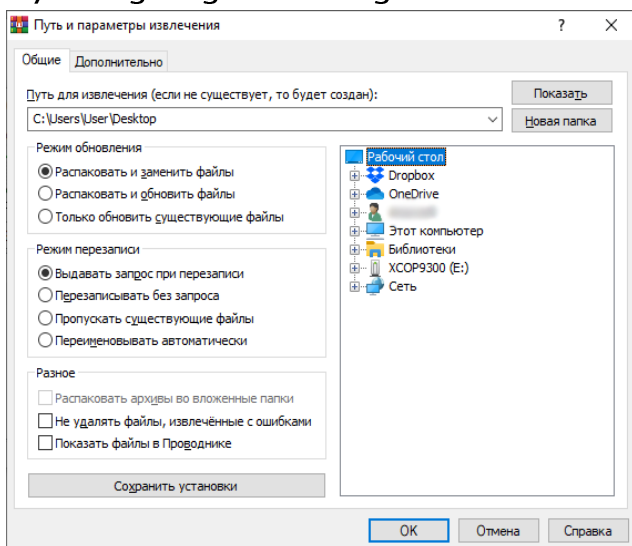 Путь и параметры извлечения
Общие Дополнительно
Путь для извлечения (если не существует, то будет создан):
Показать
C:\Users\User\Desktop
Новая папка
Режим обновления
Распаковать и заменить файлы
Распаковать и обновить файлы
Только обновить существующие файлы
Режим перезаписи
Выдавать запрос при перезаписи
Перезаписывать без запроса
Пропускать существующие файлы
Переименовывать автоматически
Разное
Распаковать архивы во вложенные папки
Не удалять файлы, извлечённые с ошибками
Показать файлы в Проводнике
Сохранить установки
Рабочий стол
Dropbox
OneDrive
Этот компьютер
Библиотеки
XCOP9300 (E:)
Сеть
OK Отмена Справка